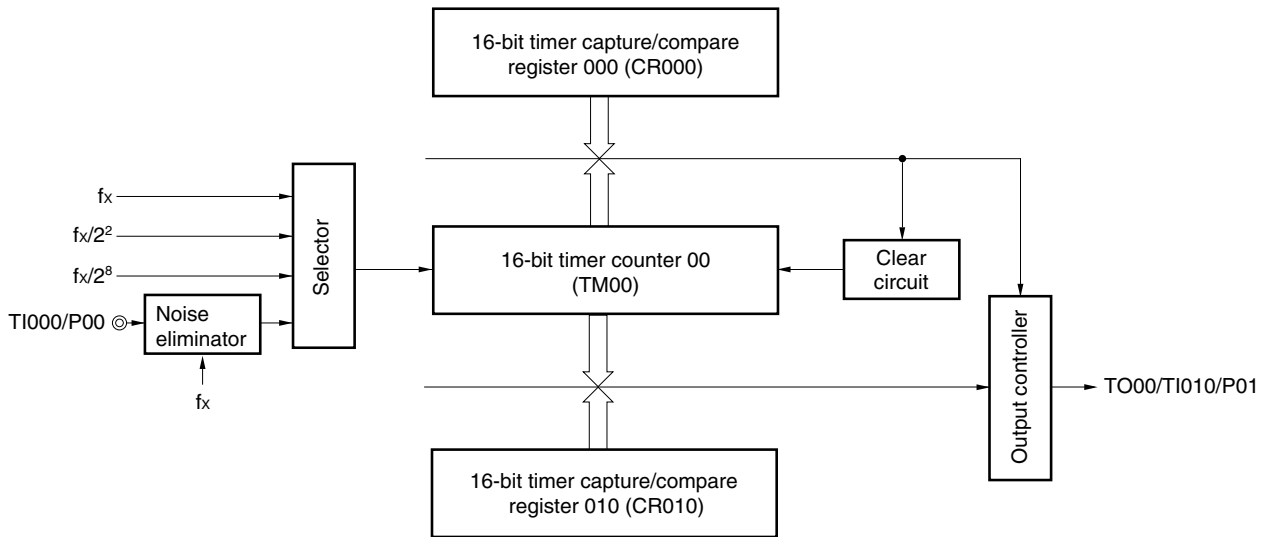 16-bit timer capture/compare
register 000 (CR000)
fx
fx/2²
fx/2⁸
TI000/P00
Noise
eliminator
fx
Selector
16-bit timer counter 00
(TM00)
Clear
circuit
Output controller
TO00/TI010/P01
16-bit timer capture/compare
register 010 (CR010)